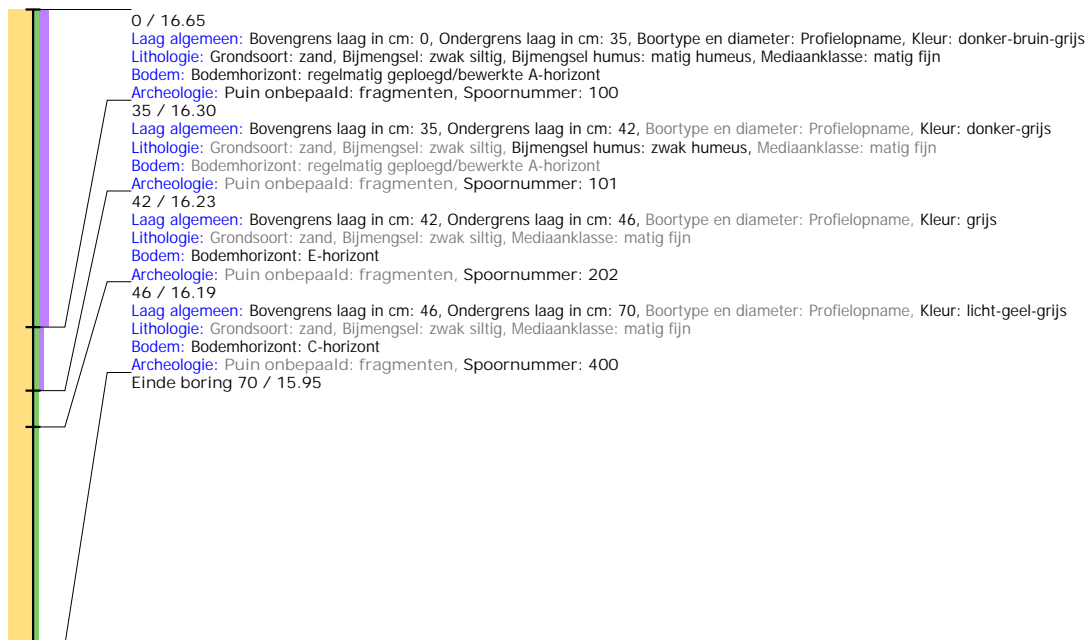 0 / 16.65
Laag algemeen: Bovengrens laag in cm: 0, Ondergrens laag in cm: 35, Boortype en diameter: Profielopname, Kleur: donker-bruin-grijs
Lithologie: Grondsoort: zand, Bijmengsel: zwak siltig, Bijmengsel humus: matig humeus, Mediaanklasse: matig fijn
Bodem: Bodemhorizont: regelmatig geploegd/bewerkte A-horizont
Archeologie: Puin onbepaald: fragmenten, Spoornummer: 100
35 / 16.30
Laag algemeen: Bovengrens laag in cm: 35, Ondergrens laag in cm: 42, Boortype en diameter: Profielopname, Kleur: donker-grijs
Lithologie: Grondsoort: zand, Bijmengsel: zwak siltig, Bijmengsel humus: zwak humeus, Mediaanklasse: matig fijn
Bodem: Bodemhorizont: regelmatig geploegd/bewerkte A-horizont
Archeologie: Puin onbepaald: fragmenten, Spoornummer: 101
42 / 16.23
Laag algemeen: Bovengrens laag in cm: 42, Ondergrens laag in cm: 46, Boortype en diameter: Profielopname, Kleur: grijs
Lithologie: Grondsoort: zand, Bijmengsel: zwak siltig, Mediaanklasse: matig fijn
Bodem: Bodemhorizont: E-horizont
Archeologie: Puin onbepaald: fragmenten, Spoornummer: 202
46 / 16.19
Laag algemeen: Bovengrens laag in cm: 46, Ondergrens laag in cm: 70, Boortype en diameter: Profielopname, Kleur: licht-geel-grijs
Lithologie: Grondsoort: zand, Bijmengsel: zwak siltig, Mediaanklasse: matig fijn
Bodem: Bodemhorizont: C-horizont
Archeologie: Puin onbepaald: fragmenten, Spoornummer: 400
Einde boring 70 / 15.95